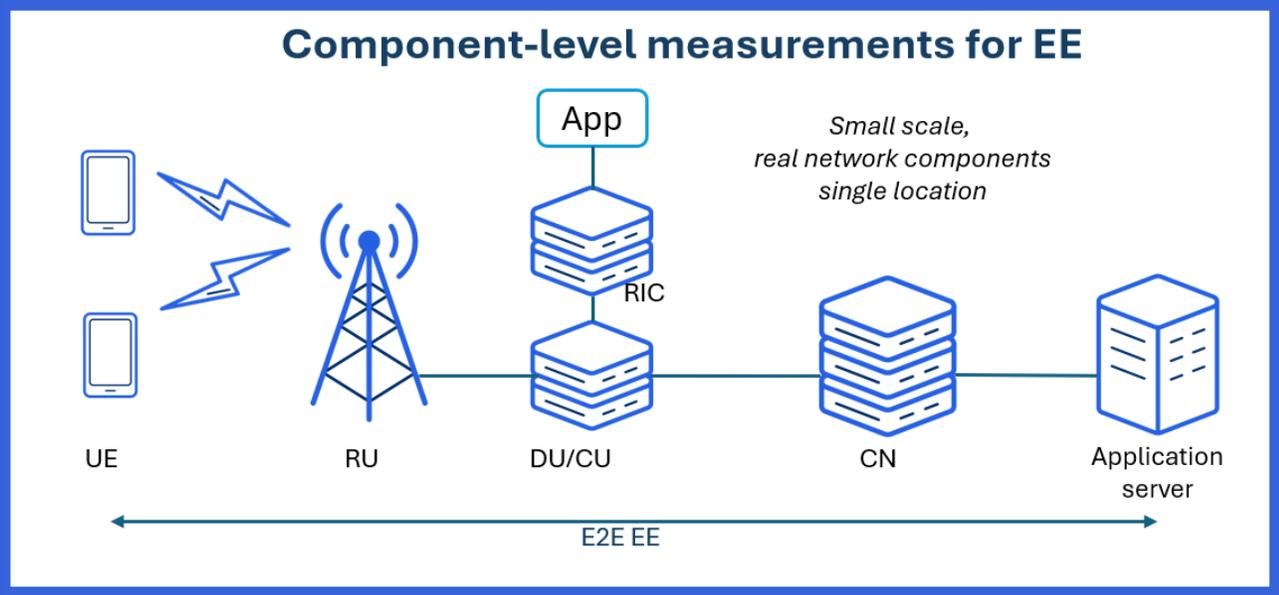 Component-level measurements for EE
App
Small scale,
real network components
single location
RIC
UE
RU
DU/CU
CN
Application
server
E2E EE